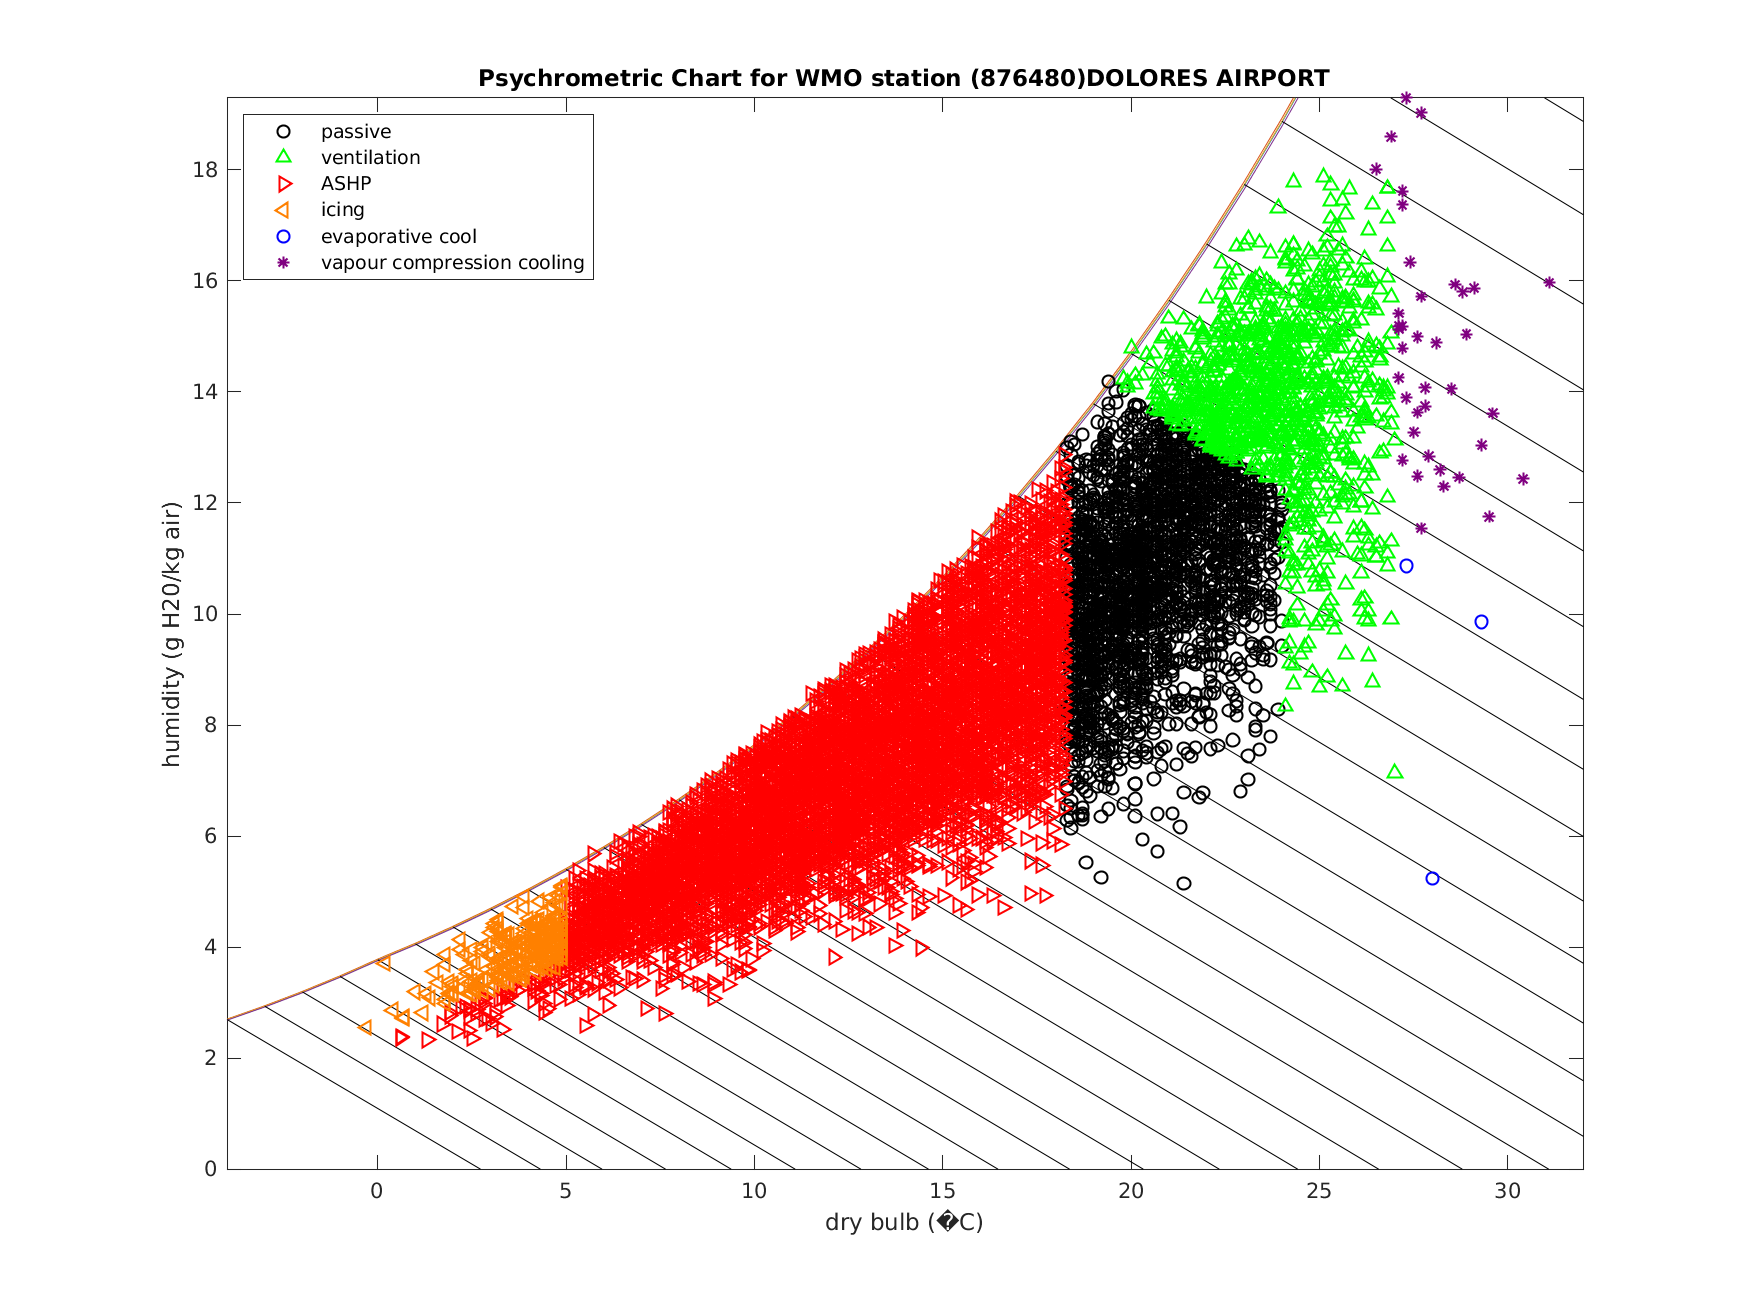 Psychrometric Chart for WMO station (876480)DOLORES AIRPORT
passive
ventilation
ASHP
icing
evaporative cool
vapour compression cooling
humidity (g H20/kg air)
18
16
14
12
10
8
6
4
2
0
0 5 10 15 20 25 30
dry bulb (�C)